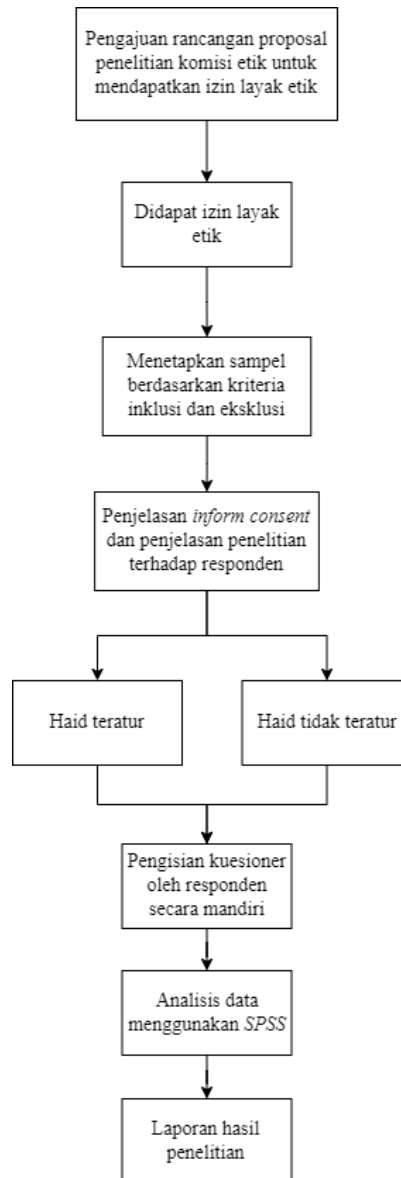 Pengajuan rancangan proposal
penelitian komisi etik untuk
mendapatkan izin layak etik
Didapat izin layak
etik
Menetapkan sampel
berdasarkan kriteria
inklusi dan eksklusi
Penjelasan inform consent
dan penjelasan penelitian
terhadap responden
Haid teratur
Haid tidak teratur
Pengisian kuesioner
oleh responden
secara mandiri
Analisis data
menggunakan SPSS
Laporan hasil
penelitian